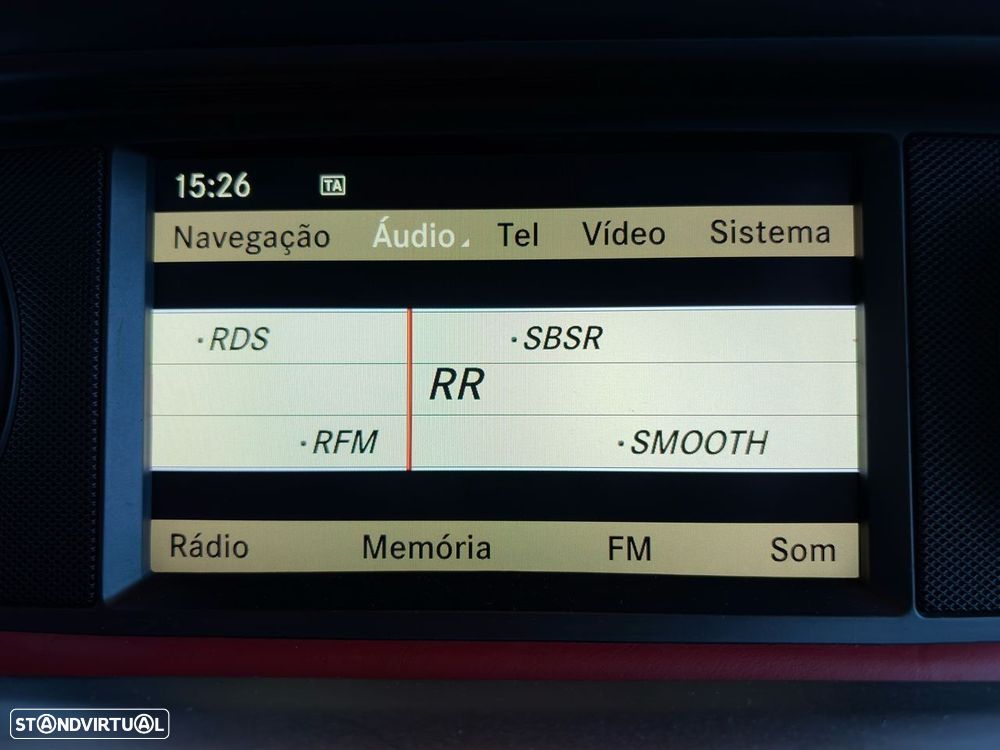 15:26 TA
Navegação Áudio Tel Vídeo Sistema
·RDS ·SBSR
RR
·RFM ·SMOOTH
Rádio Memória FM Som
STANDVIRTUAL